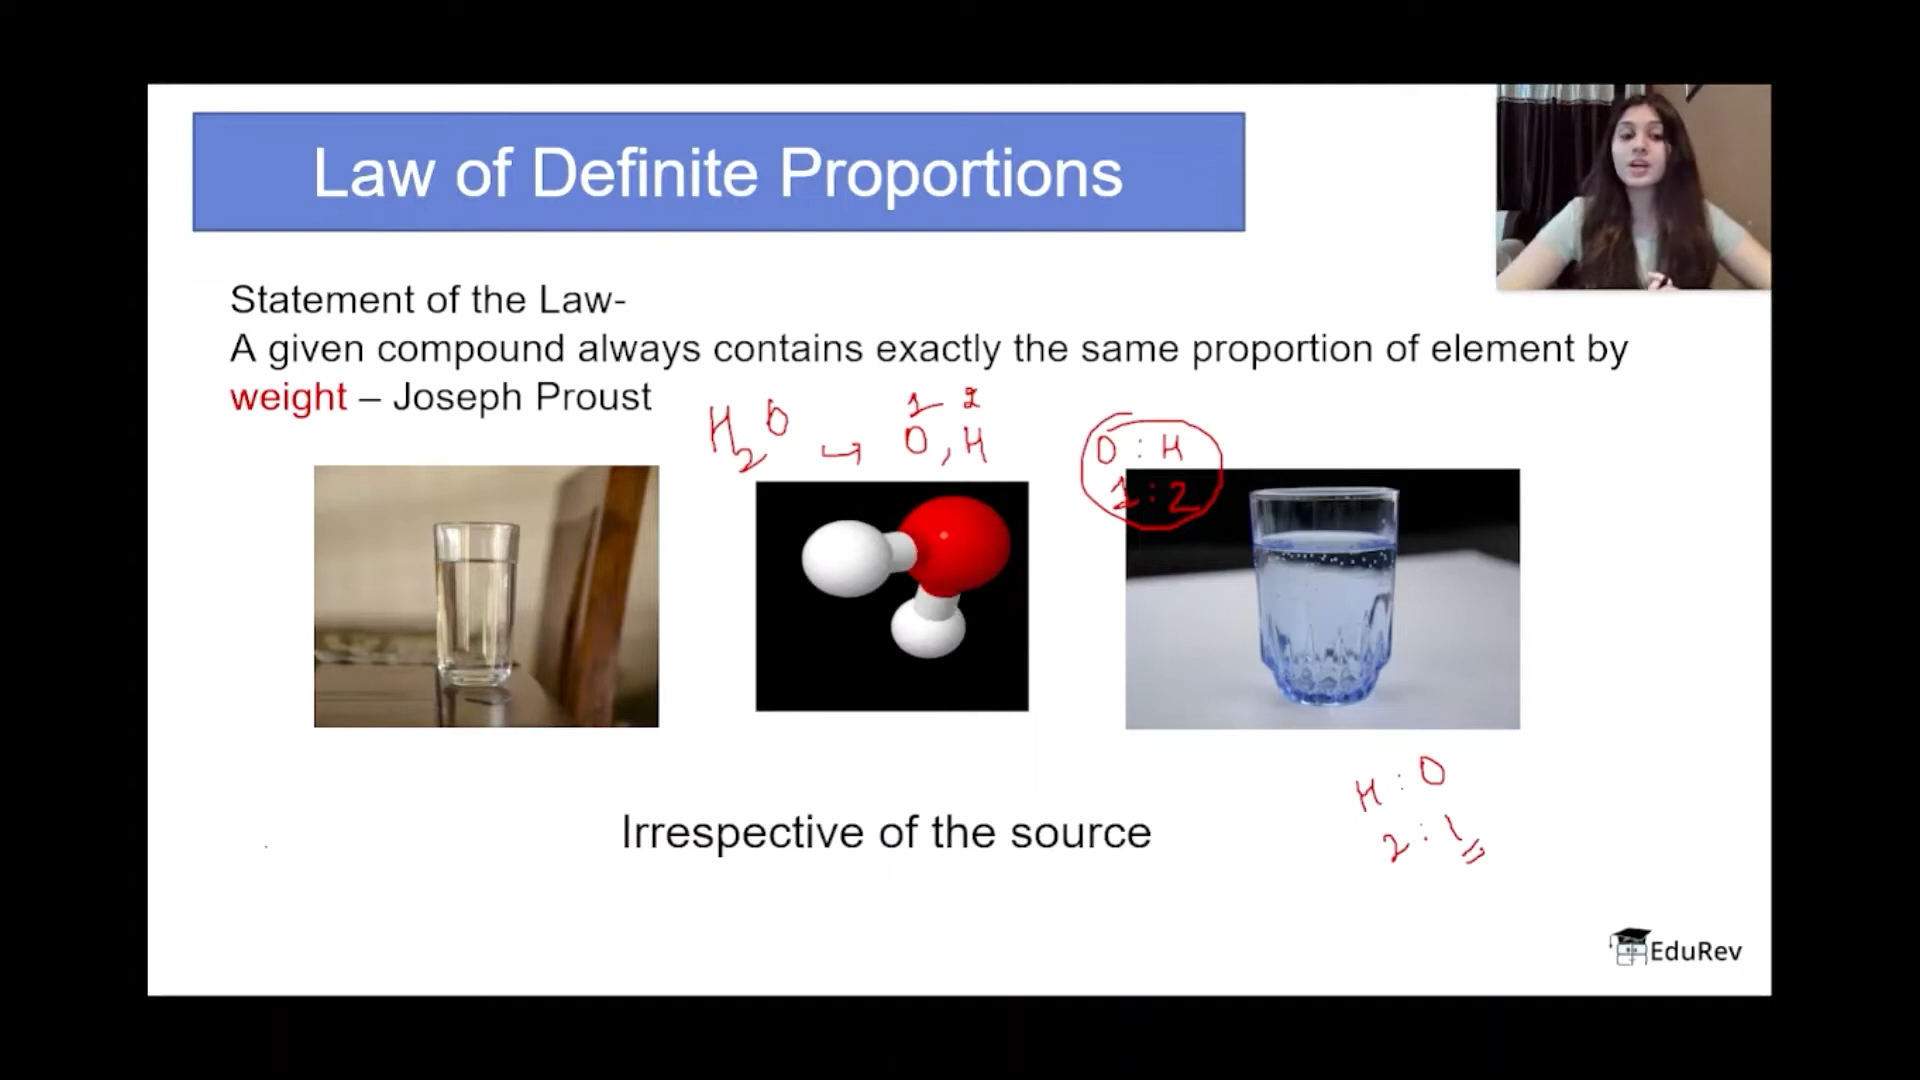 Law of Definite Proportions
Statement of the Law-
A given compound always contains exactly the same proportion of element by
weight – Joseph Proust
1 2
H2O → O, H
O : H
1 : 2
H : O
2 : 1
Irrespective of the source
EduRev